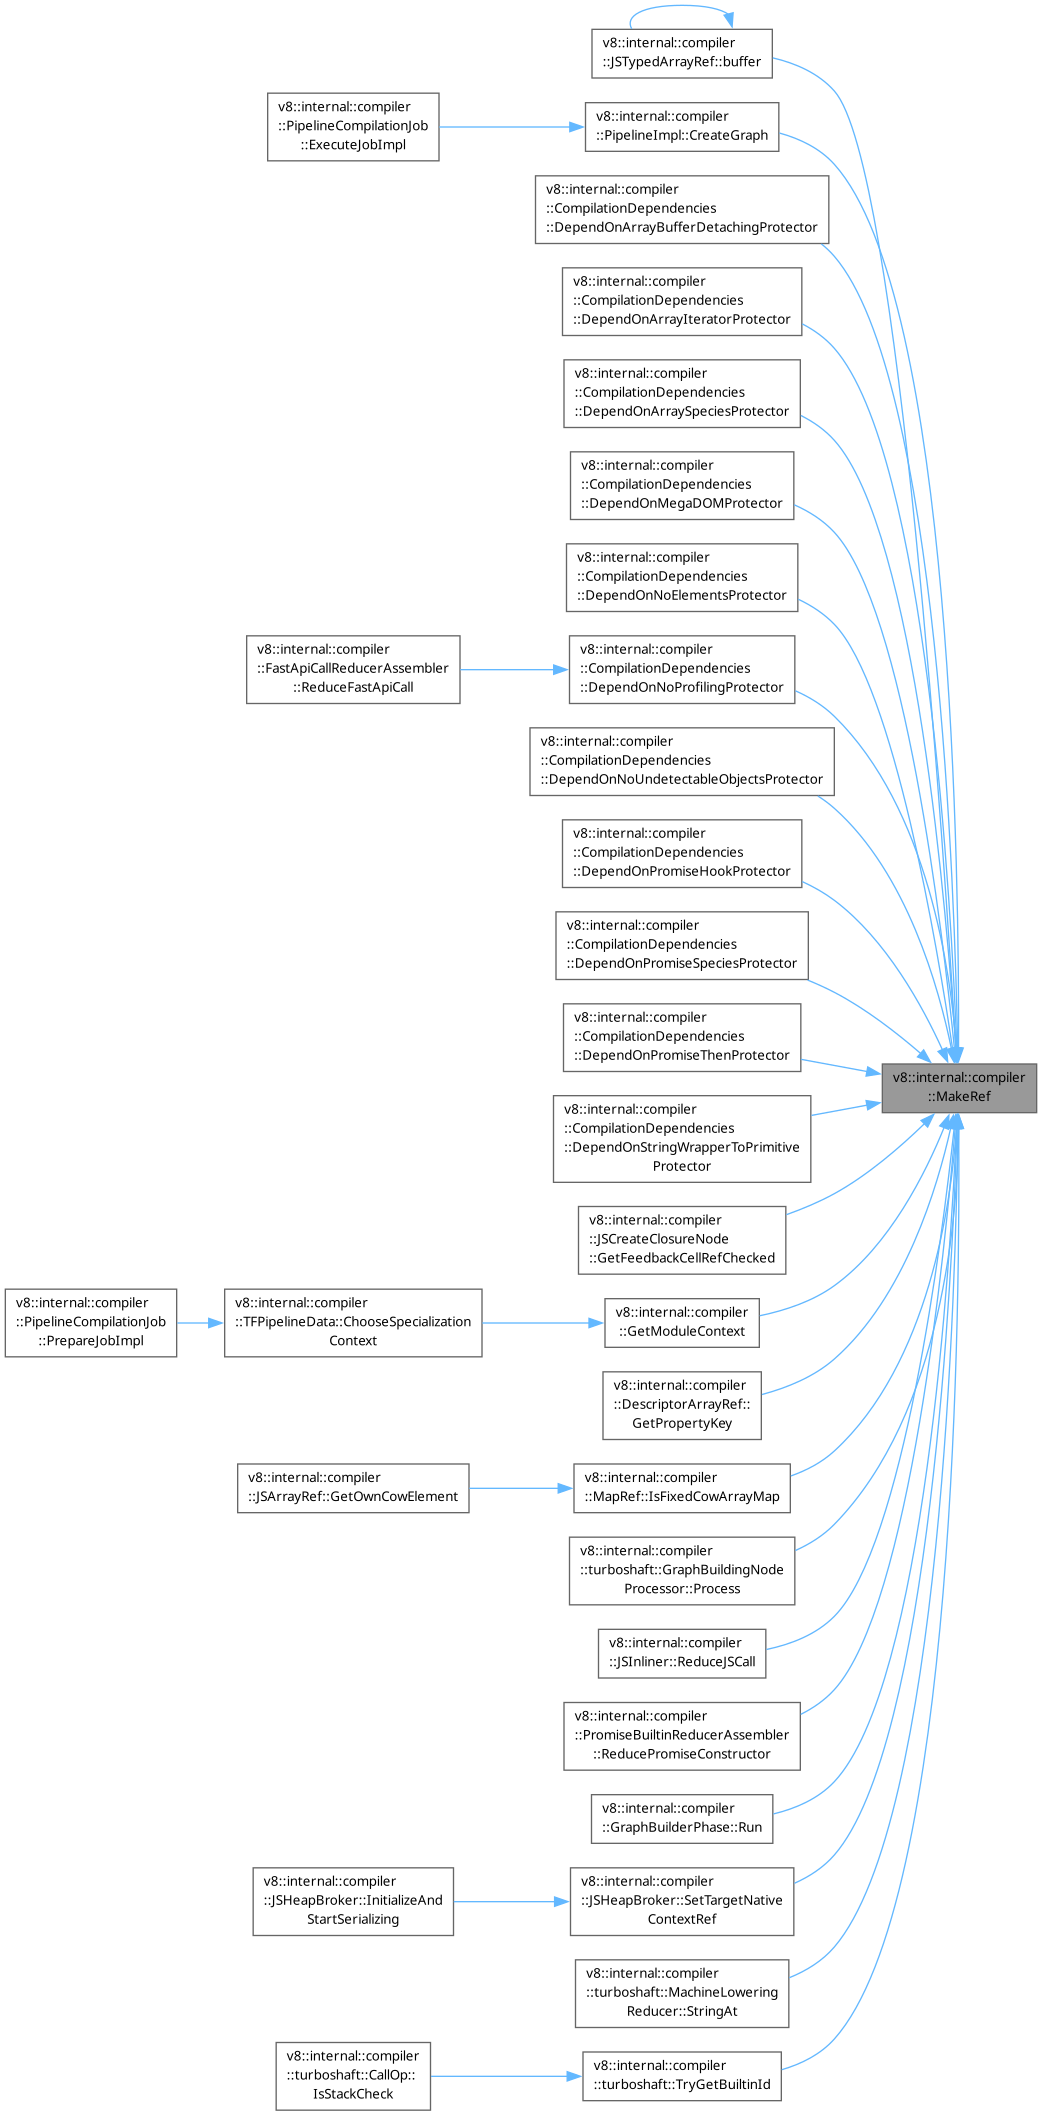 v8::internal::compiler
::JSTypedArrayRef::buffer
v8::internal::compiler
::PipelineCompilationJob
::ExecuteJobImpl
v8::internal::compiler
::PipelineImpl::CreateGraph
v8::internal::compiler
::CompilationDependencies
::DependOnArrayBufferDetachingProtector
v8::internal::compiler
::CompilationDependencies
::DependOnArrayIteratorProtector
v8::internal::compiler
::CompilationDependencies
::DependOnArraySpeciesProtector
v8::internal::compiler
::CompilationDependencies
::DependOnMegaDOMProtector
v8::internal::compiler
::CompilationDependencies
::DependOnNoElementsProtector
v8::internal::compiler
::FastApiCallReducerAssembler
::ReduceFastApiCall
v8::internal::compiler
::CompilationDependencies
::DependOnNoProfilingProtector
v8::internal::compiler
::CompilationDependencies
::DependOnNoUndetectableObjectsProtector
v8::internal::compiler
::CompilationDependencies
::DependOnPromiseHookProtector
v8::internal::compiler
::CompilationDependencies
::DependOnPromiseSpeciesProtector
v8::internal::compiler
::CompilationDependencies
::DependOnPromiseThenProtector
v8::internal::compiler
::MakeRef
v8::internal::compiler
::CompilationDependencies
::DependOnStringWrapperToPrimitive
Protector
v8::internal::compiler
::JSCreateClosureNode
::GetFeedbackCellRefChecked
v8::internal::compiler
::PipelineCompilationJob
::PrepareJobImpl
v8::internal::compiler
::TFPipelineData::ChooseSpecialization
Context
v8::internal::compiler
::GetModuleContext
v8::internal::compiler
::DescriptorArrayRef::
GetPropertyKey
v8::internal::compiler
::JSArrayRef::GetOwnCowElement
v8::internal::compiler
::MapRef::IsFixedCowArrayMap
v8::internal::compiler
::turboshaft::GraphBuildingNode
Processor::Process
v8::internal::compiler
::JSInliner::ReduceJSCall
v8::internal::compiler
::PromiseBuiltinReducerAssembler
::ReducePromiseConstructor
v8::internal::compiler
::GraphBuilderPhase::Run
v8::internal::compiler
::JSHeapBroker::InitializeAnd
StartSerializing
v8::internal::compiler
::JSHeapBroker::SetTargetNative
ContextRef
v8::internal::compiler
::turboshaft::MachineLowering
Reducer::StringAt
v8::internal::compiler
::turboshaft::CallOp::
IsStackCheck
v8::internal::compiler
::turboshaft::TryGetBuiltinId